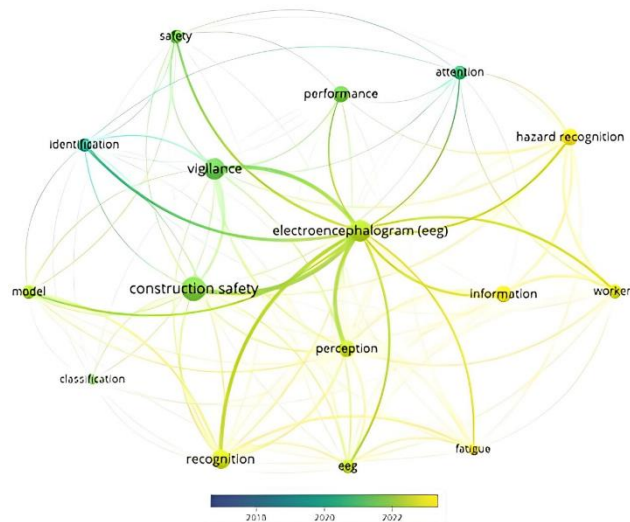 safety
attention
performance
hazard recognition
identification
vigilance
electroencephalogram (eeg)
construction safety
model
information
worker
perception
classification
recognition
eeg
fatigue
2010
2020
2022